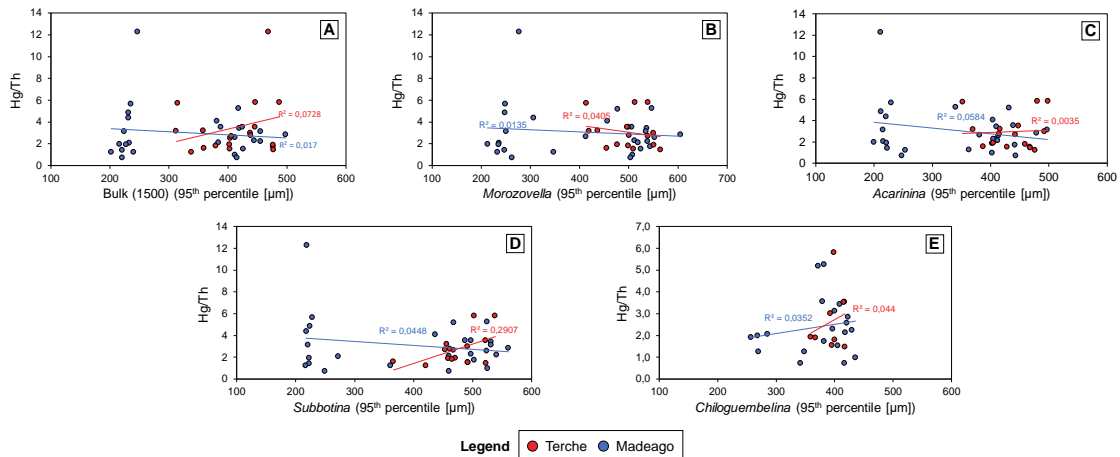 A
Hg/Th
14
12
10
8
6
4
2
0
R² = 0,0728
R² = 0,017
100 200 300 400 500 600
Bulk (1500) (95th percentile [µm])
B
Hg/Th
14
12
10
8
6
4
2
0
R² = 0,0405
R² = 0,0135
100 200 300 400 500 600 700
Morozovella (95th percentile [µm])
C
Hg/Th
14
12
10
8
6
4
2
0
R² = 0,0584
R² = 0,0035
100 200 300 400 500 600
Acarinina (95th percentile [µm])
D
Hg/Th
14
12
10
8
6
4
2
0
R² = 0,0448
R² = 0,2907
100 200 300 400 500 600
Subbotina (95th percentile [µm])
E
Hg/Th
7,0
6,0
5,0
4,0
3,0
2,0
1,0
0,0
R² = 0,0352
R² = 0,044
100 200 300 400 500 600
Chiloguembelina (95th percentile [µm])
Legend Terche Madeago